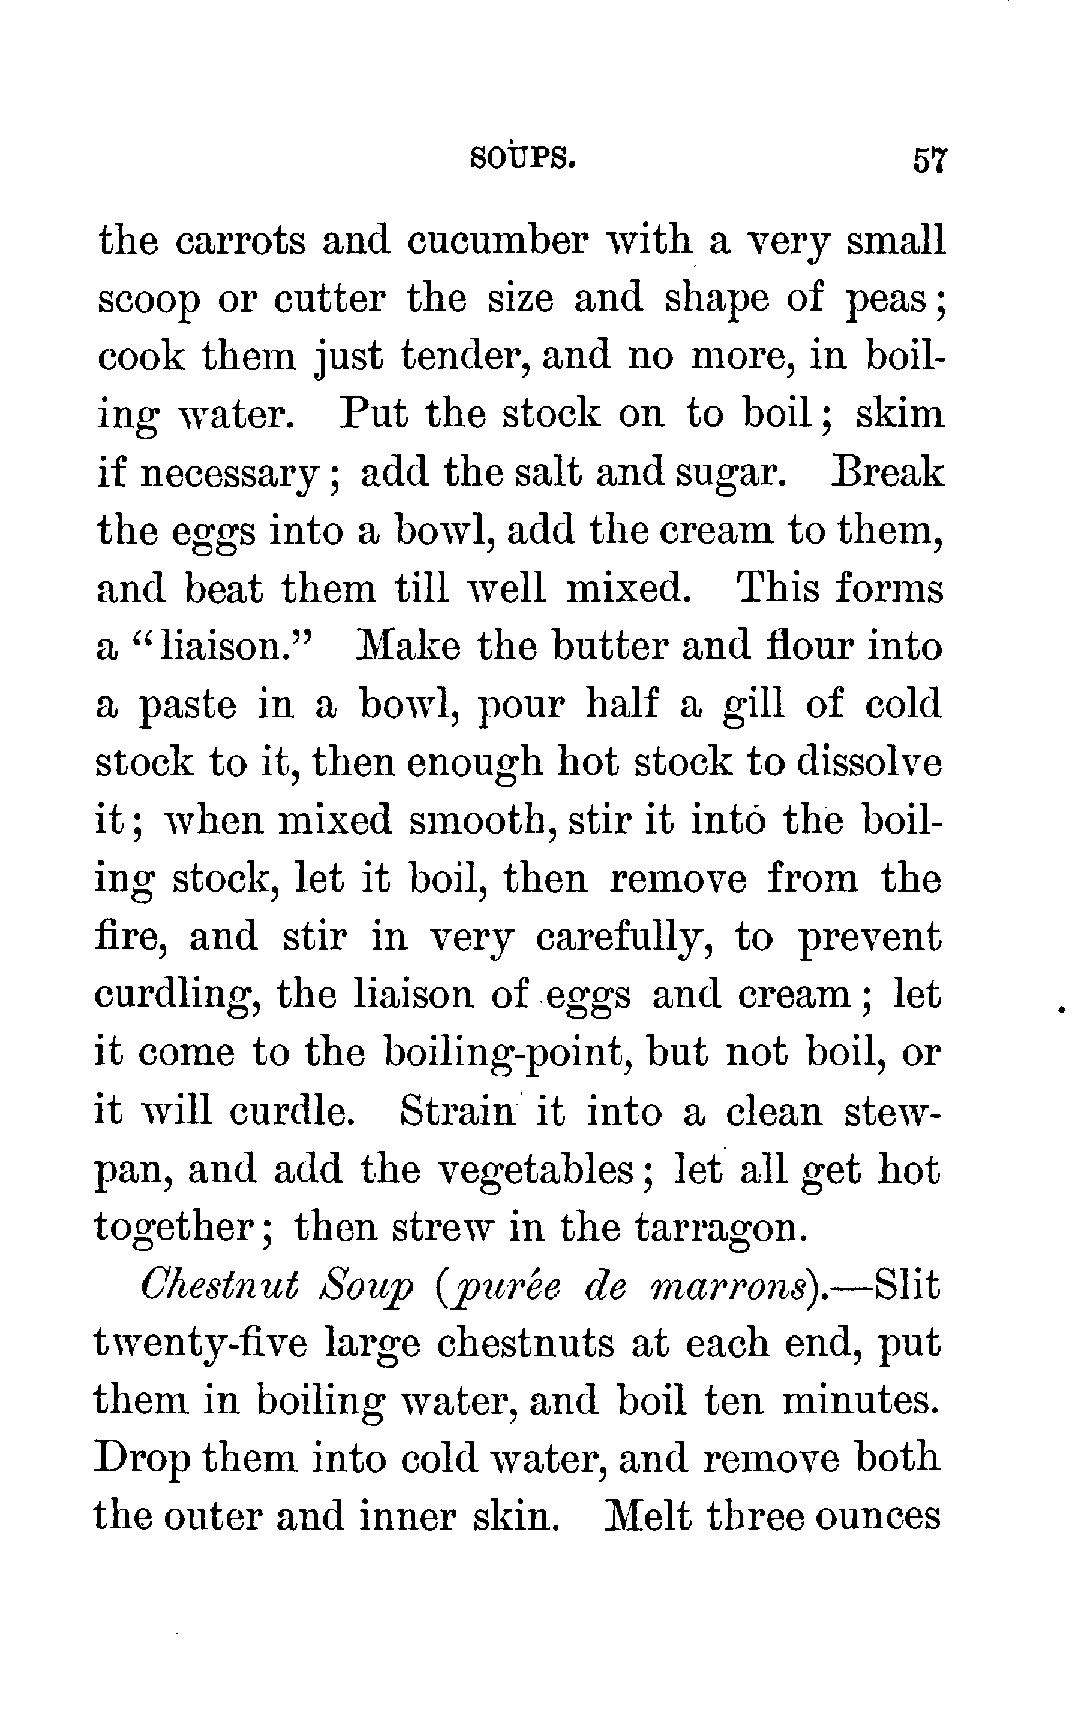 SOUPS. 57
the carrots and cucumber with a very small
scoop or cutter the size and shape of peas;
cook them just tender, and no more, in boil-
ing water. Put the stock on to boil; skim
if necessary; add the salt and sugar. Break
the eggs into a bowl, add the cream to them,
and beat them till well mixed. This forms
a “liaison.” Make the butter and flour into
a paste in a bowl, pour half a gill of cold
stock to it, then enough hot stock to dissolve
it; when mixed smooth, stir it into the boil-
ing stock, let it boil, then remove from the
fire, and stir in very carefully, to prevent
curdling, the liaison of eggs and cream; let
it come to the boiling-point, but not boil, or
it will curdle. Strain it into a clean stew-
pan, and add the vegetables; let all get hot
together; then strew in the tarragon.
Chestnut Soup (purée de marrons).—Slit
twenty-five large chestnuts at each end, put
them in boiling water, and boil ten minutes.
Drop them into cold water, and remove both
the outer and inner skin. Melt three ounces